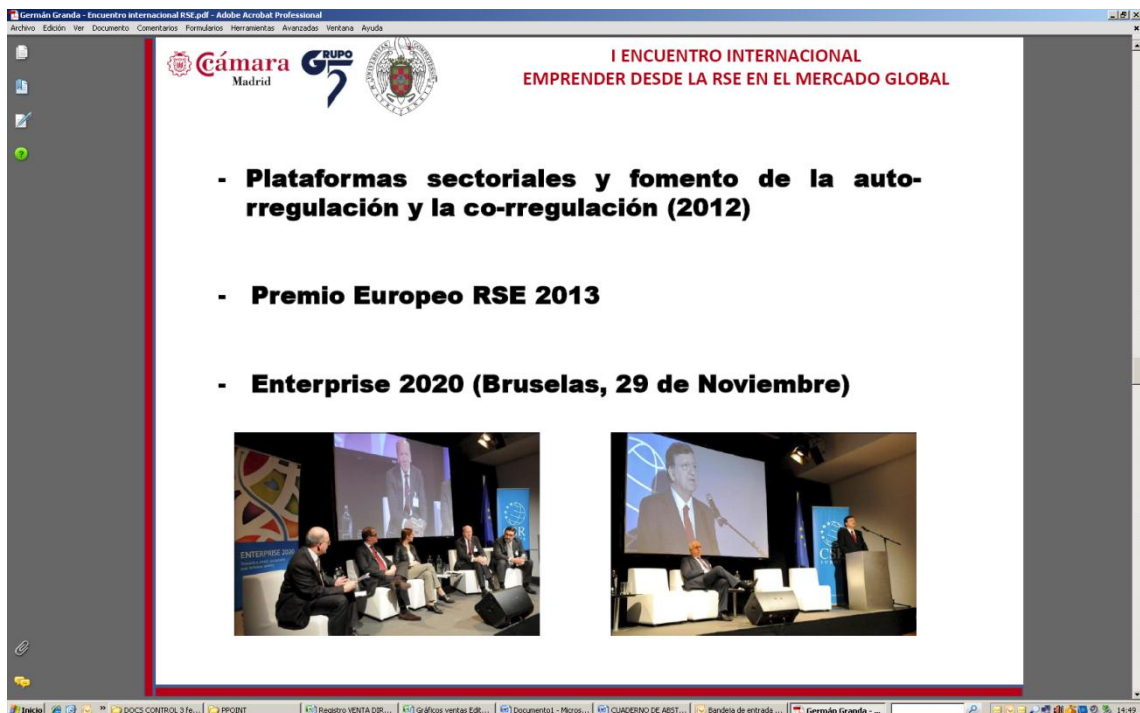 Germán Granda - Encuentro internacional RSE.pdf - Adobe Acrobat Professional
Archivo Edición Ver Documento Comentarios Formularios Herramientas Avanzadas Ventana Ayuda
Cámara
Madrid
GRUPO
5
I ENCUENTRO INTERNACIONAL
EMPRENDER DESDE LA RSE EN EL MERCADO GLOBAL
- Plataformas sectoriales y fomento de la auto-
rregulación y la co-rregulación (2012)
- Premio Europeo RSE 2013
- Enterprise 2020 (Bruselas, 29 de Noviembre)
ENTERPRISE 2020
CSR
Inicio
»
DOCS CONTROL 3 fe...
PPOINT
Registro VENTA DIR...
Gráficos ventas Edit...
Documento1 - Micros...
CUADERNO DE ABST...
Bandeja de entrada ...
Germán Granda - ...
14:49